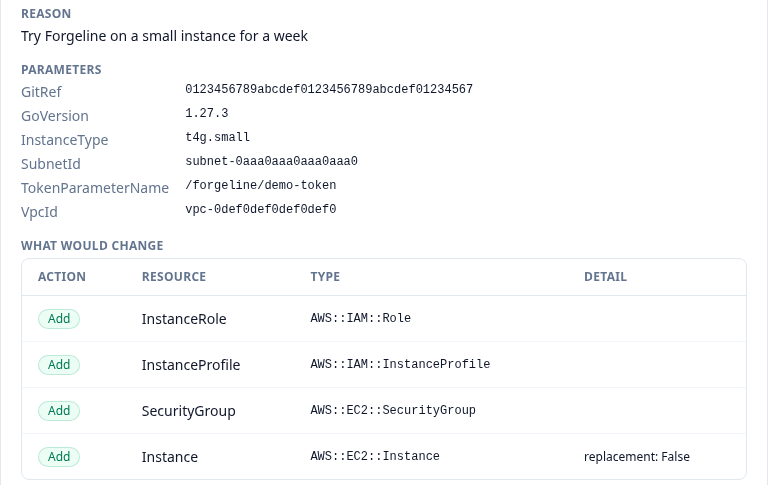 REASON
Try Forgeline on a small instance for a week
PARAMETERS
GitRef 0123456789abcdef0123456789abcdef01234567
GoVersion 1.27.3
InstanceType t4g.small
SubnetId subnet-0aaa0aaa0aaa0aaa0
TokenParameterName /forgeline/demo-token
VpcId vpc-0def0def0def0def0
WHAT WOULD CHANGE
ACTION RESOURCE TYPE DETAIL
Add InstanceRole AWS::IAM::Role
Add InstanceProfile AWS::IAM::InstanceProfile
Add SecurityGroup AWS::EC2::SecurityGroup
Add Instance AWS::EC2::Instance replacement: False